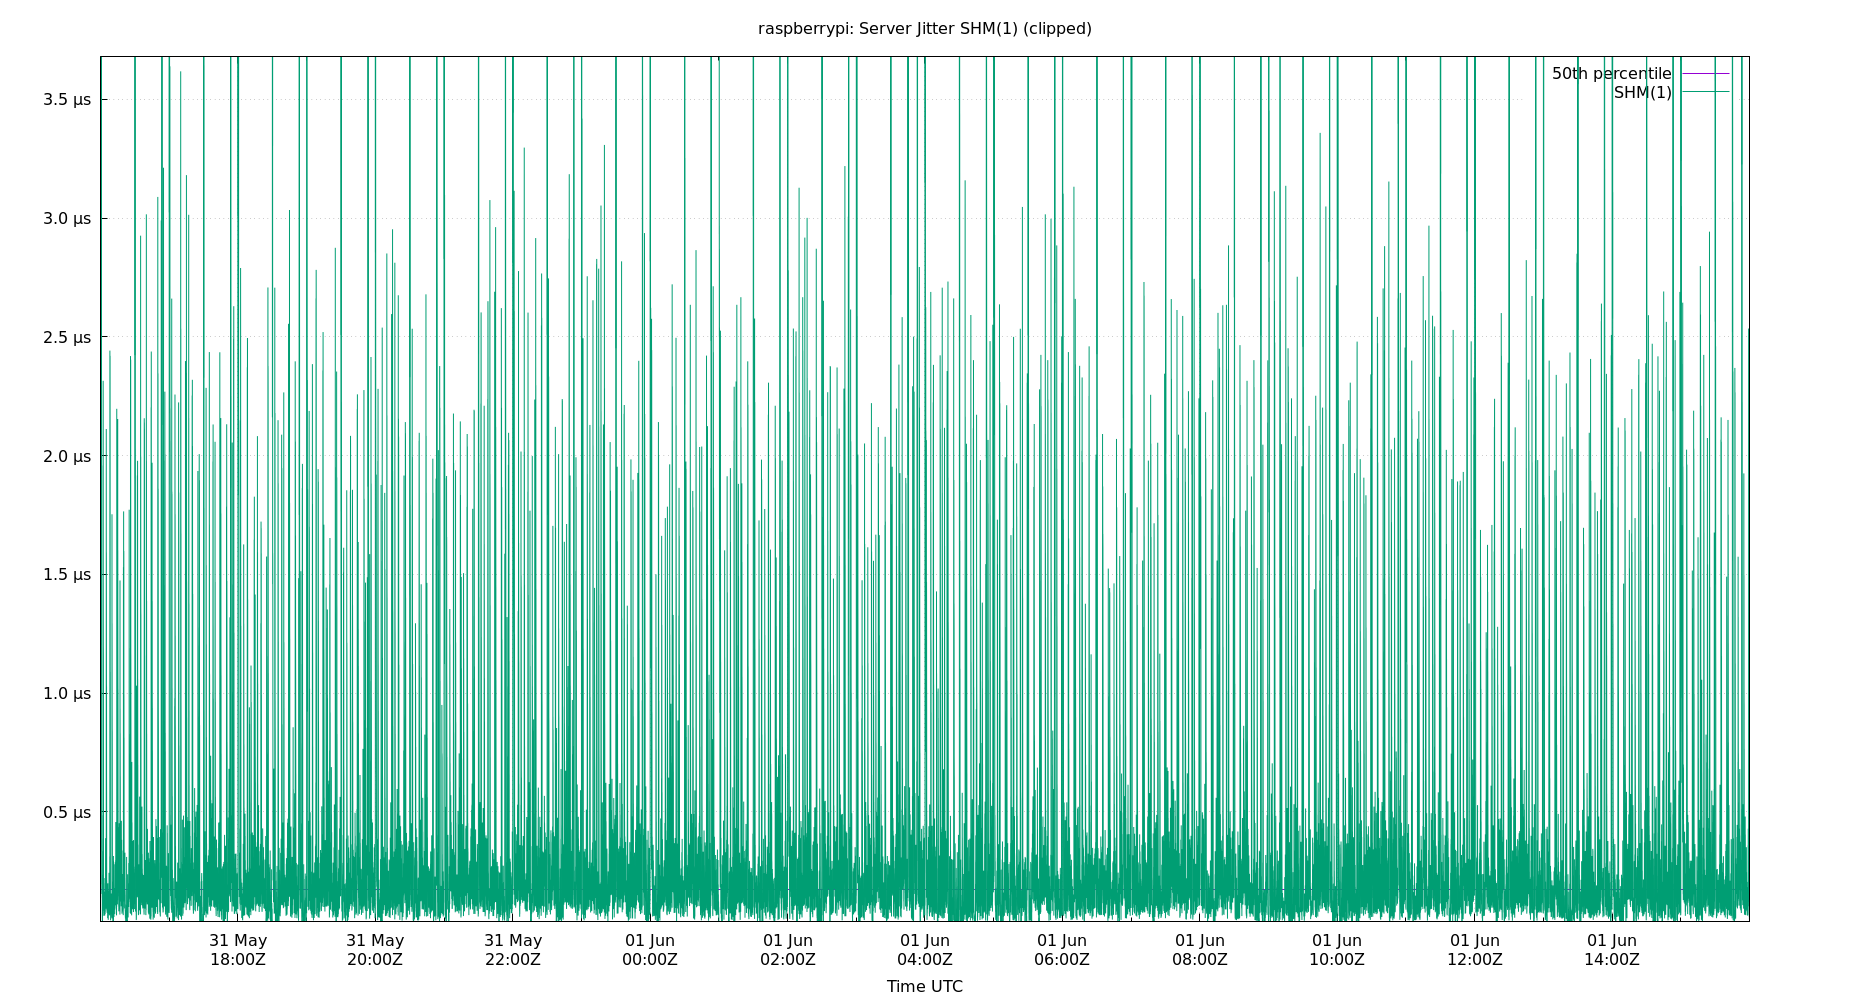 raspberrypi: Server Jitter SHM(1) (clipped)
50th percentile
SHM(1)
3.5 µs
3.0 µs
2.5 µs
2.0 µs
1.5 µs
1.0 µs
0.5 µs
31 May 31 May 31 May 01 Jun 01 Jun 01 Jun 01 Jun 01 Jun 01 Jun 01 Jun 01 Jun
18:00Z 20:00Z 22:00Z 00:00Z 02:00Z 04:00Z 06:00Z 08:00Z 10:00Z 12:00Z 14:00Z
Time UTC